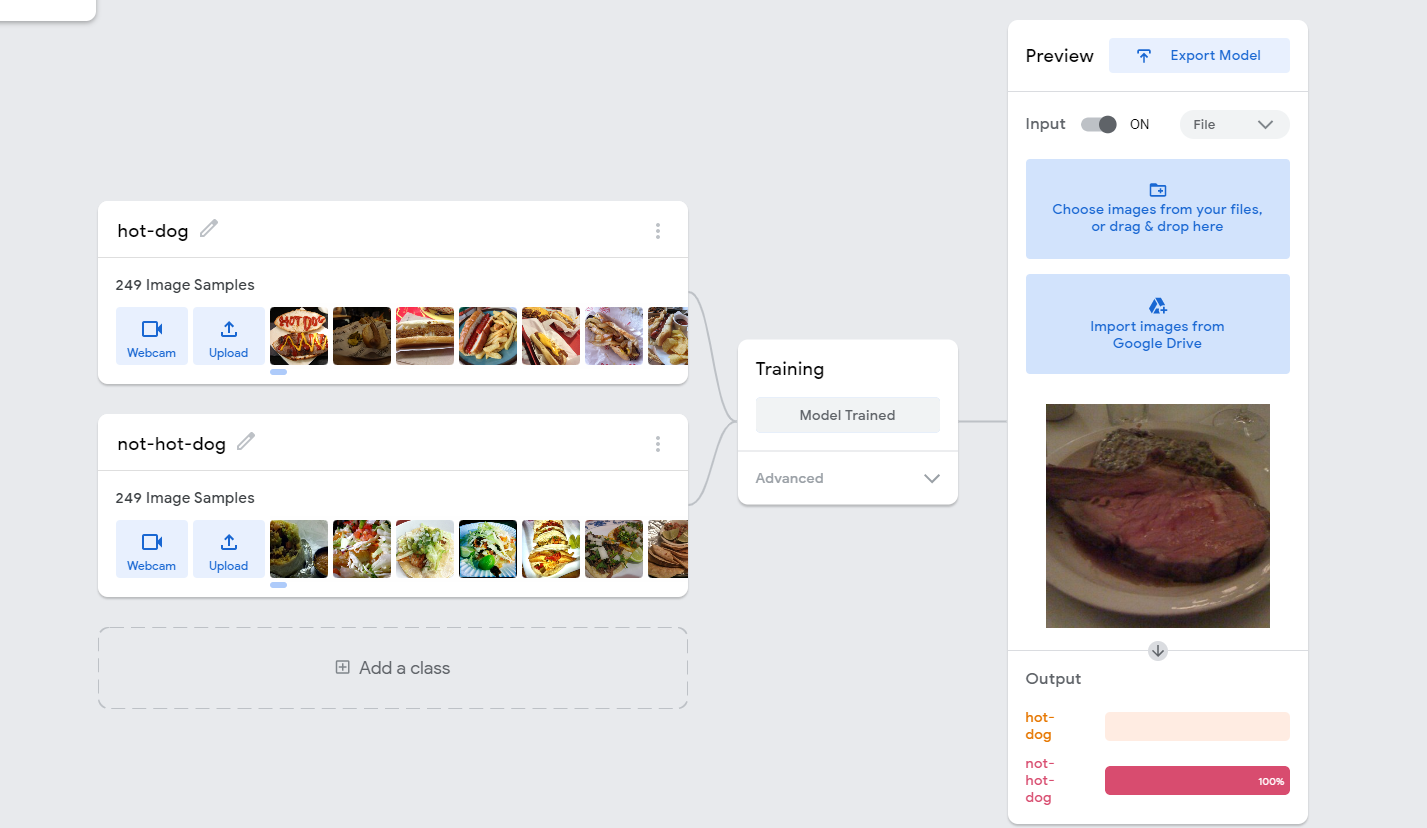 hot-dog
249 Image Samples
Webcam
Upload
HOT DOG
not-hot-dog
249 Image Samples
Webcam
Upload
Add a class
Training
Model Trained
Advanced
Preview
Export Model
Input
ON
File
Choose images from your files,
or drag & drop here
Import images from
Google Drive
Output
hot-
dog
not-
hot-
dog
100%